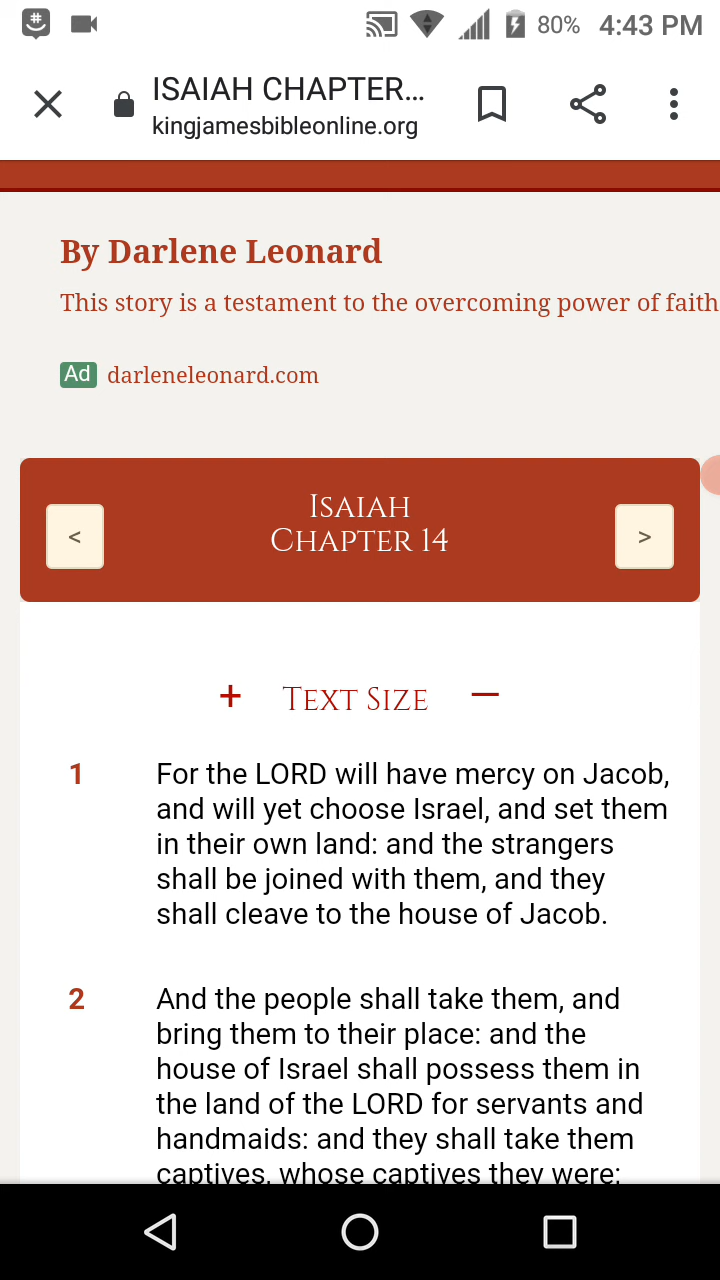 80% 4:43 PM
ISAIAH CHAPTER...
kingjamesbibleonline.org
By Darlene Leonard
This story is a testament to the overcoming power of faith
Ad darleneleonard.com
< ISAIAH >
CHAPTER 14
+ TEXT SIZE −
1 For the LORD will have mercy on Jacob,
and will yet choose Israel, and set them
in their own land: and the strangers
shall be joined with them, and they
shall cleave to the house of Jacob.
2 And the people shall take them, and
bring them to their place: and the
house of Israel shall possess them in
the land of the LORD for servants and
handmaids: and they shall take them
captives, whose captives they were;